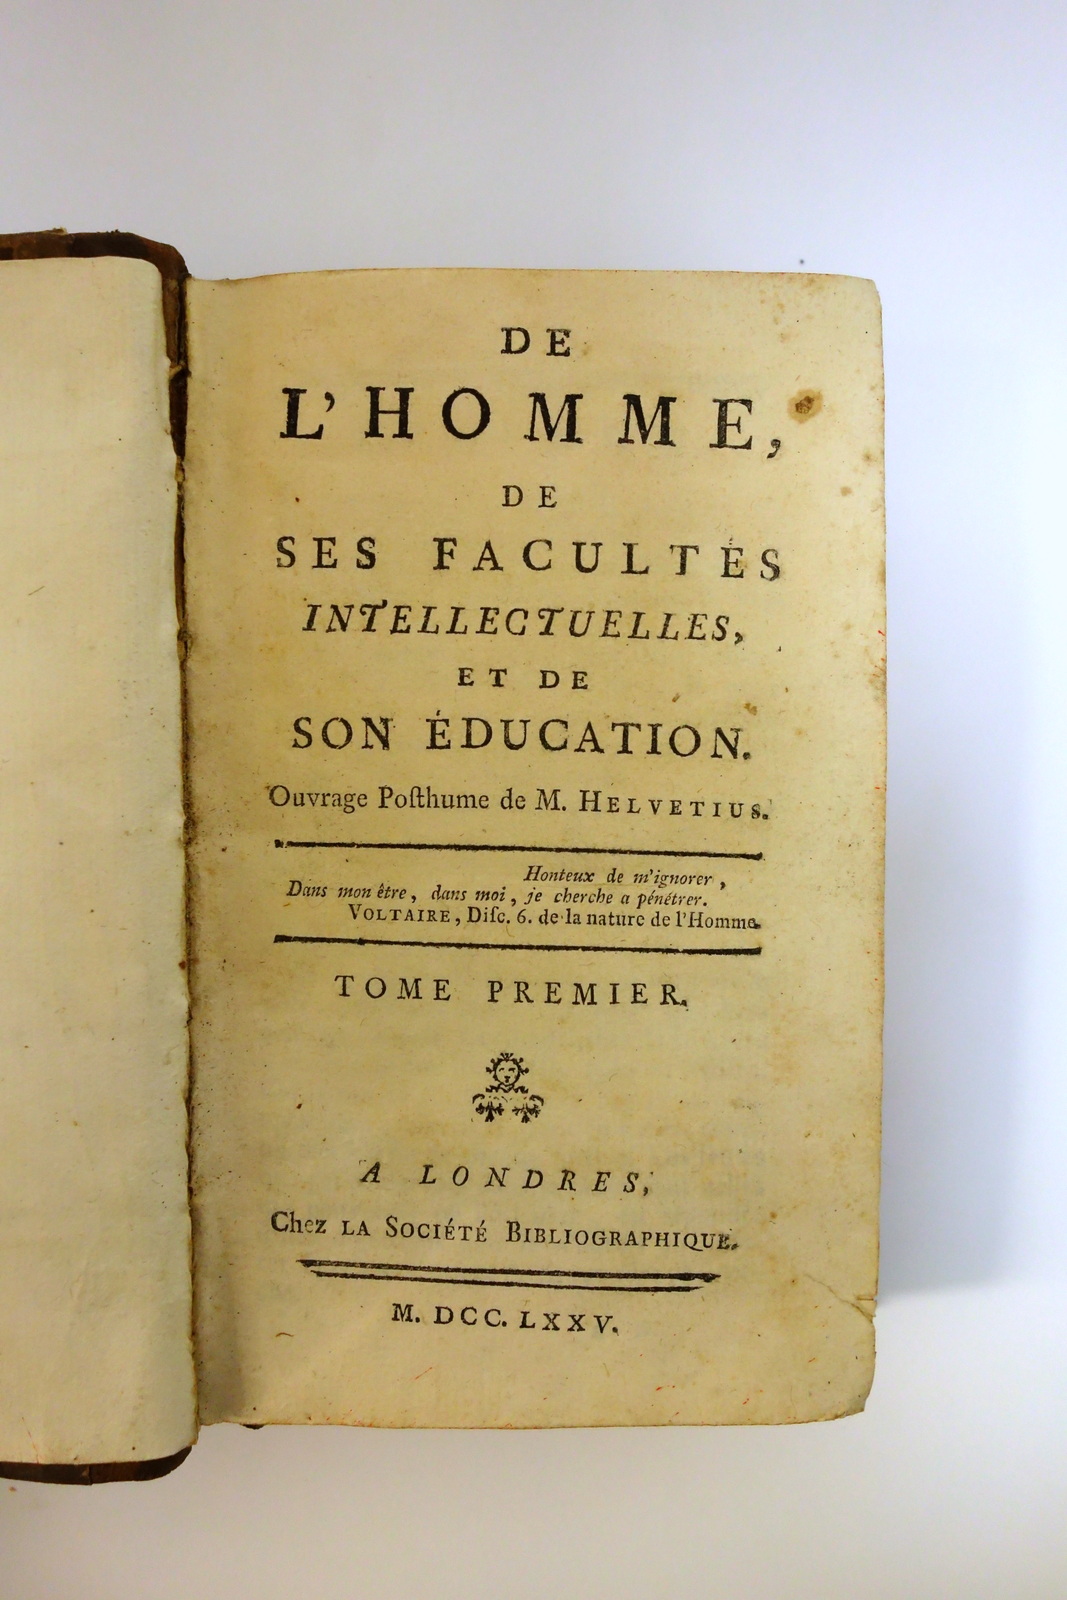 DE
L'HOMME,
DE
SES FACULTÉS
INTELLECTUELLES,
ET DE
SON ÉDUCATION.
Ouvrage Poſthume de M. HELVETIUS.
Honteux de m'ignorer,
Dans mon être, dans moi, je cherche a pénétrer.
VOLTAIRE, Diſc. 6. de la nature de l'Homme.
TOME PREMIER.
A LONDRES,
Chez LA SOCIÉTÉ BIBLIOGRAPHIQUE.
M. DCC. LXXV.